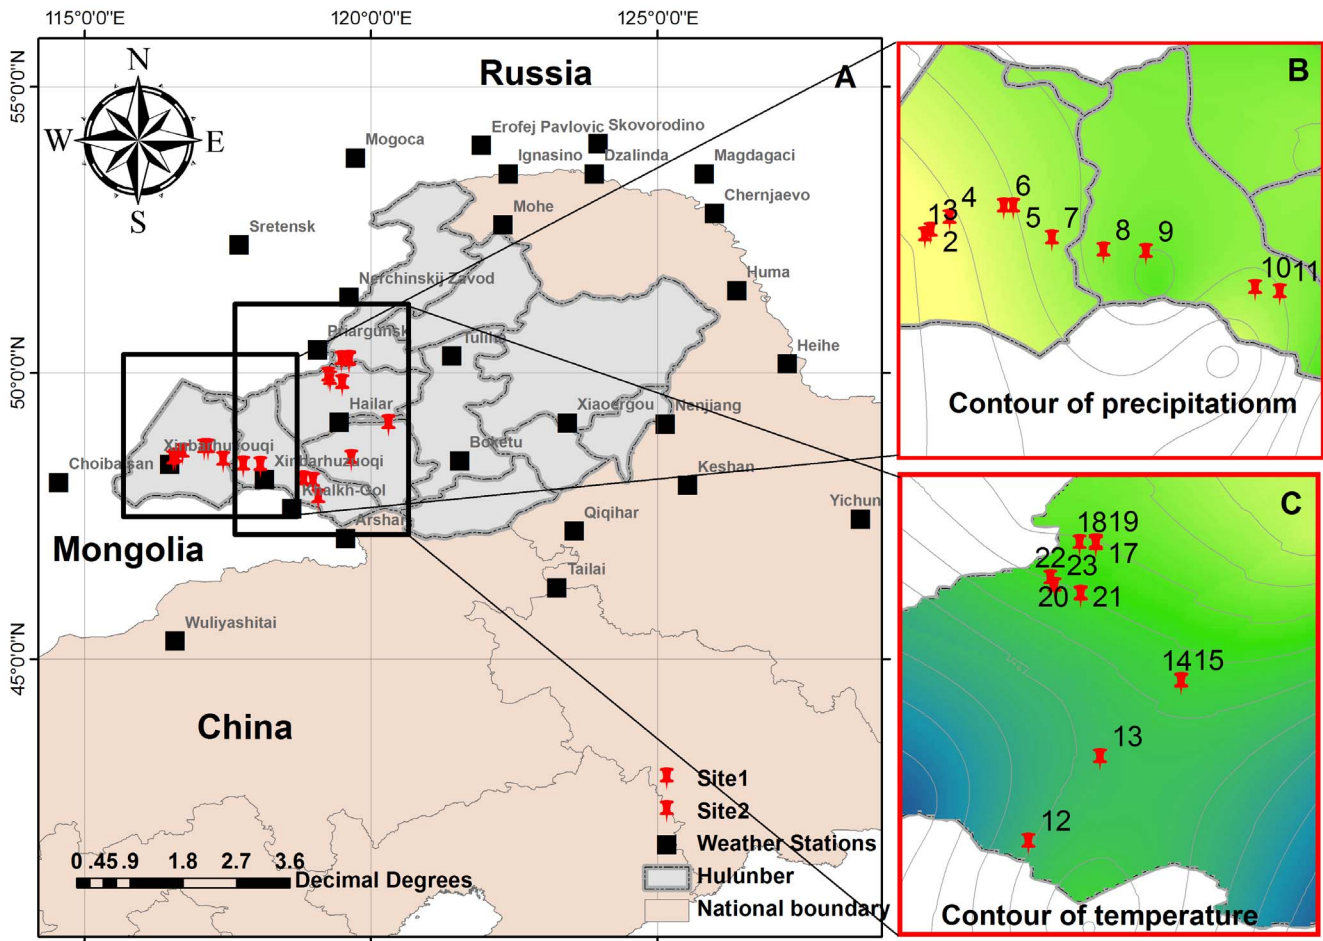 115°0'0"E
120°0'0"E
125°0'0"E
55°0'0"N
50°0'0"N
45°0'0"N
N
W
E
S
Russia
A
Mogoca
Erofej Pavlovic
Skovorodino
Ignasino
Dzalinda
Magdagaci
Chernjaevo
Mohe
Sretensk
Huma
Nerchinskij Zavod
Priargunsk
Tulihe
Heihe
Hailar
Xiaoergou
Nenjiang
Xinbarhuyouqi
Choibalsan
Xinbarhuzuoqi
Boketu
Keshan
Khalkh-Gol
Yichun
Arshan
Qiqihar
Mongolia
Tailai
Wuliyashitai
China
Site1
Site2
Weather Stations
Hulunber
National boundary
0 .45.9 1.8 2.7 3.6
Decimal Degrees
B
6
4
13
5
7
2
8
9
10
11
Contour of precipitationm
C
18
19
22
23
17
20
21
14
15
13
12
Contour of temperature